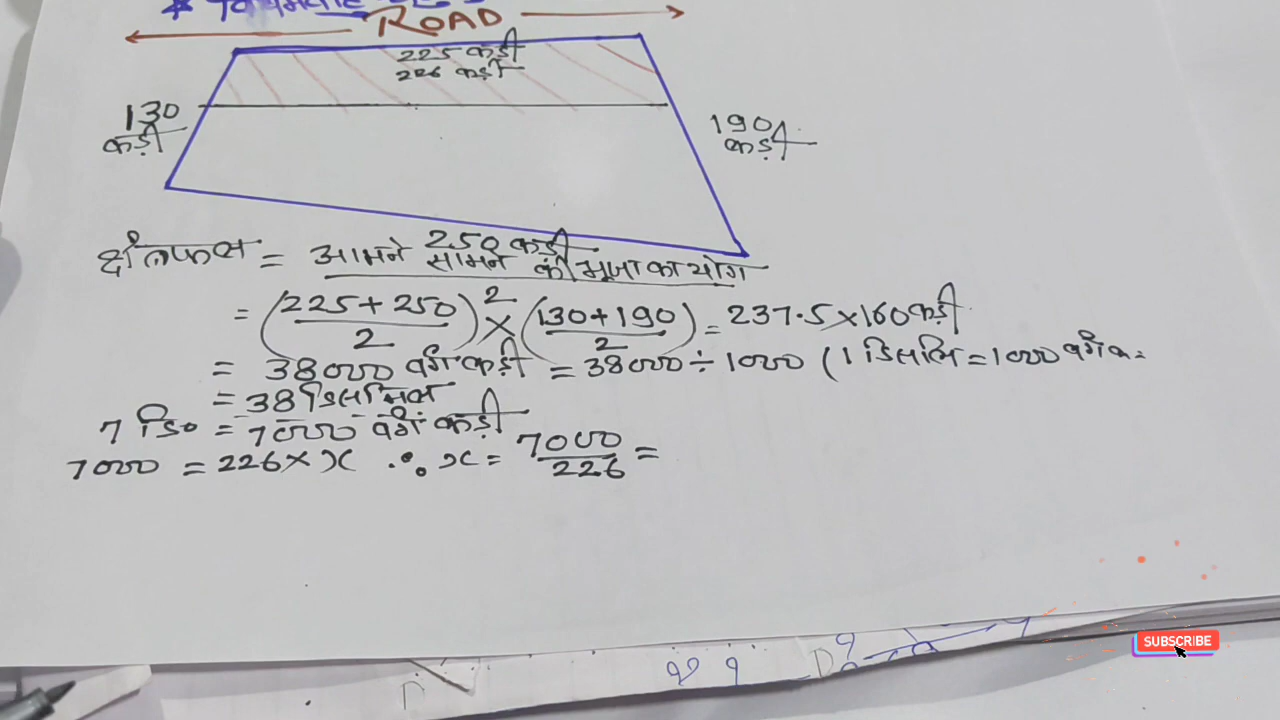 ROAD
225 कड़ी
226 कड़ी
130
कड़ी
190
कड़ी
250 कड़ी
क्षेत्रफल = आमने सामने की भूजा का योग
2
= (225+250/2) × (130+190/2) = 237.5×160 कड़ी
= 38000 वर्ग कड़ी = 38000 ÷ 1000 (1 डिसमि = 1000 वर्ग क.
= 38 डिसमिल
7 डि० = 7000 वर्ग कड़ी
7000 = 226 × x ∴ x = 7000/226 =
SUBSCRIBE